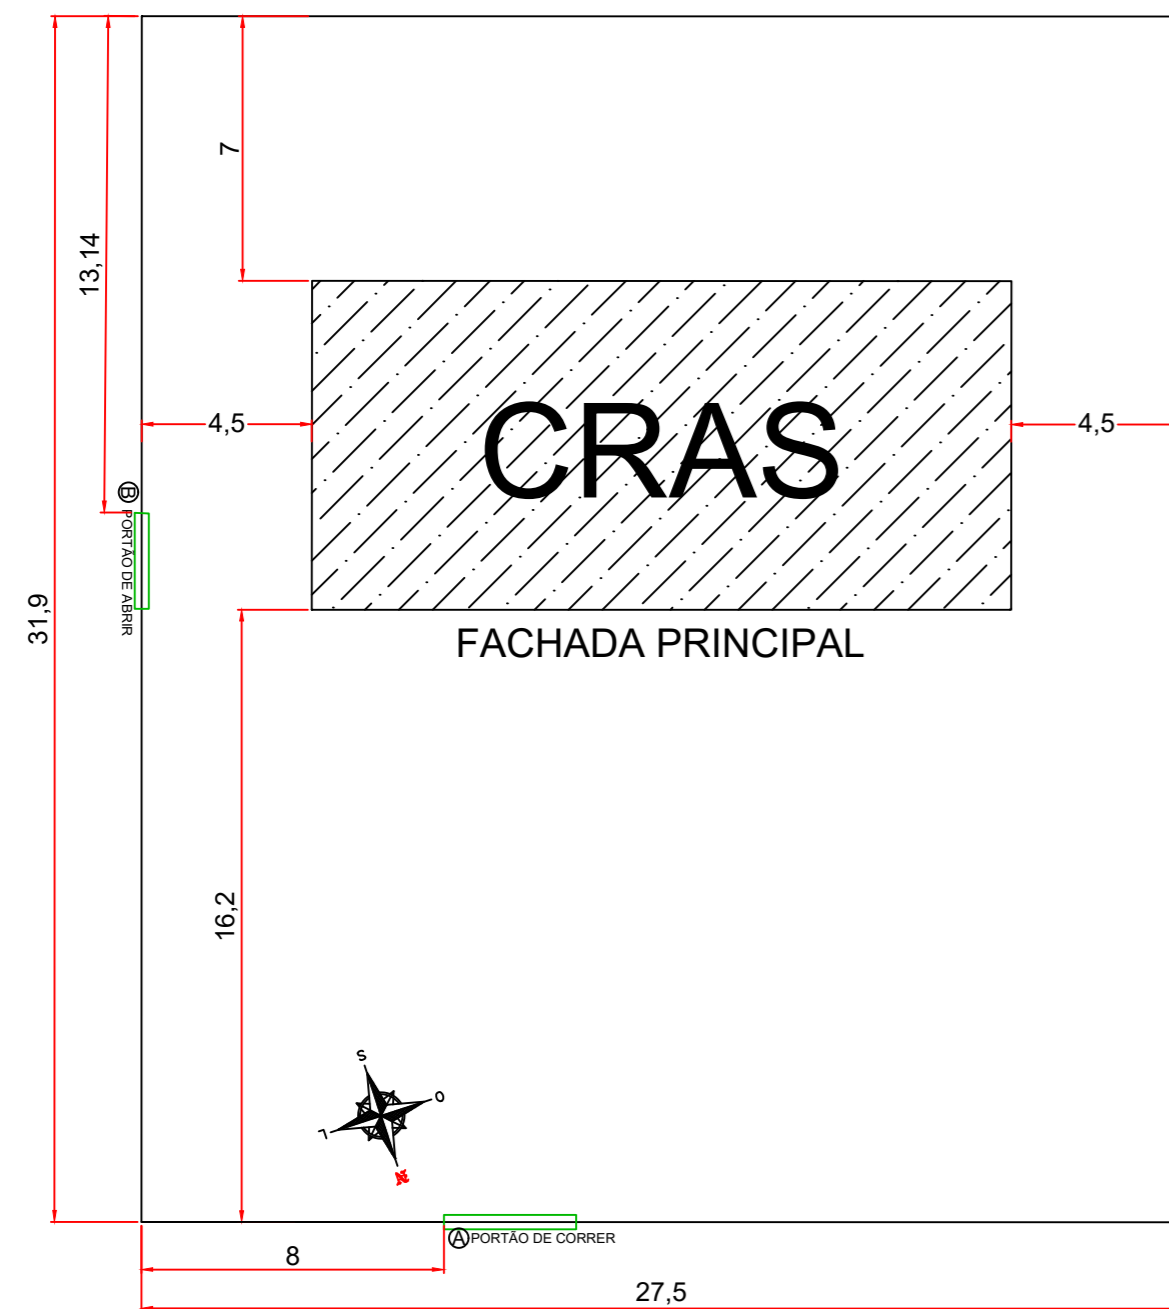 7
13,14
4,5
CRAS
4,5
B PORTÃO DE ABRIR
31,9
FACHADA PRINCIPAL
16,2
S
O
L
N
A PORTÃO DE CORRER
8
27,5